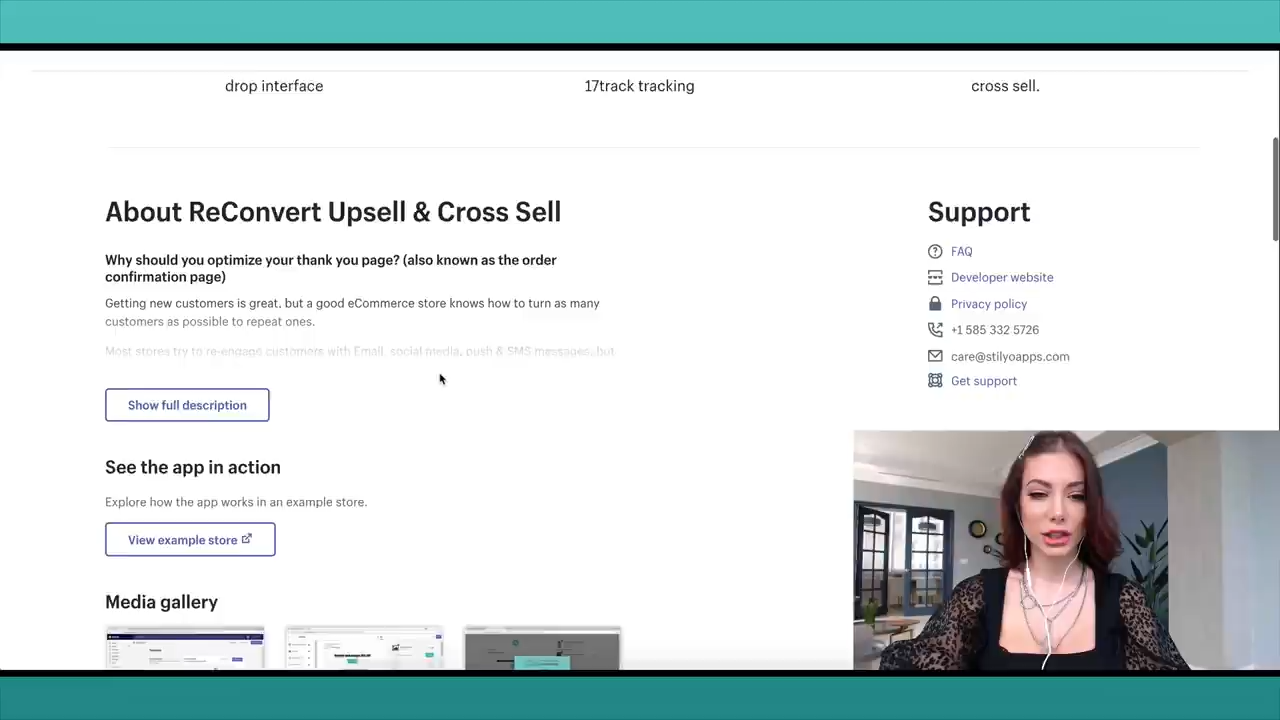 drop interface
17track tracking
cross sell.
About ReConvert Upsell & Cross Sell
Why should you optimize your thank you page? (also known as the order
confirmation page)
Getting new customers is great, but a good eCommerce store knows how to turn as many
customers as possible to repeat ones.
Most stores try to re-engage customers with Email, social media, push & SMS messages, but
Show full description
See the app in action
Explore how the app works in an example store.
View example store
Media gallery
Support
FAQ
Developer website
Privacy policy
+1 585 332 5726
care@stilyoapps.com
Get support